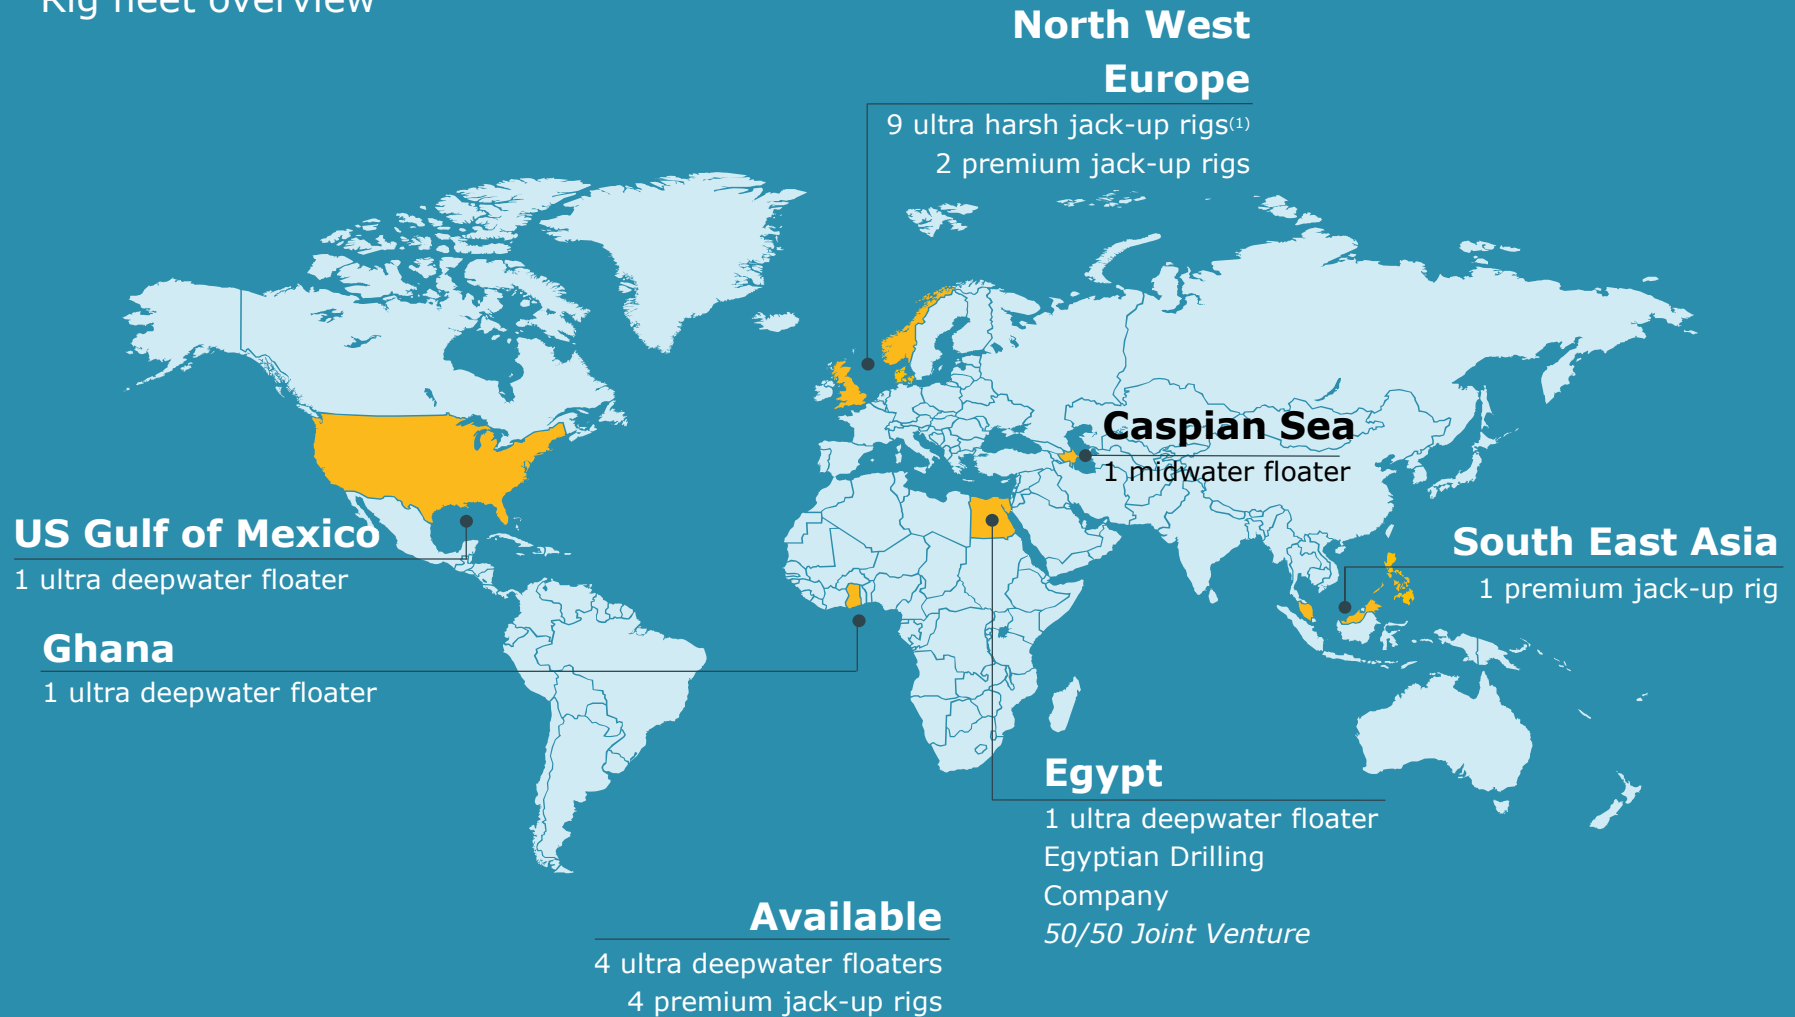 Rig fleet overview
North West
Europe
9 ultra harsh jack-up rigs(1)
2 premium jack-up rigs
Caspian Sea
1 midwater floater
US Gulf of Mexico
1 ultra deepwater floater
South East Asia
1 premium jack-up rig
Ghana
1 ultra deepwater floater
Egypt
1 ultra deepwater floater
Egyptian Drilling
Company
50/50 Joint Venture
Available
4 ultra deepwater floaters
4 premium jack-up rigs